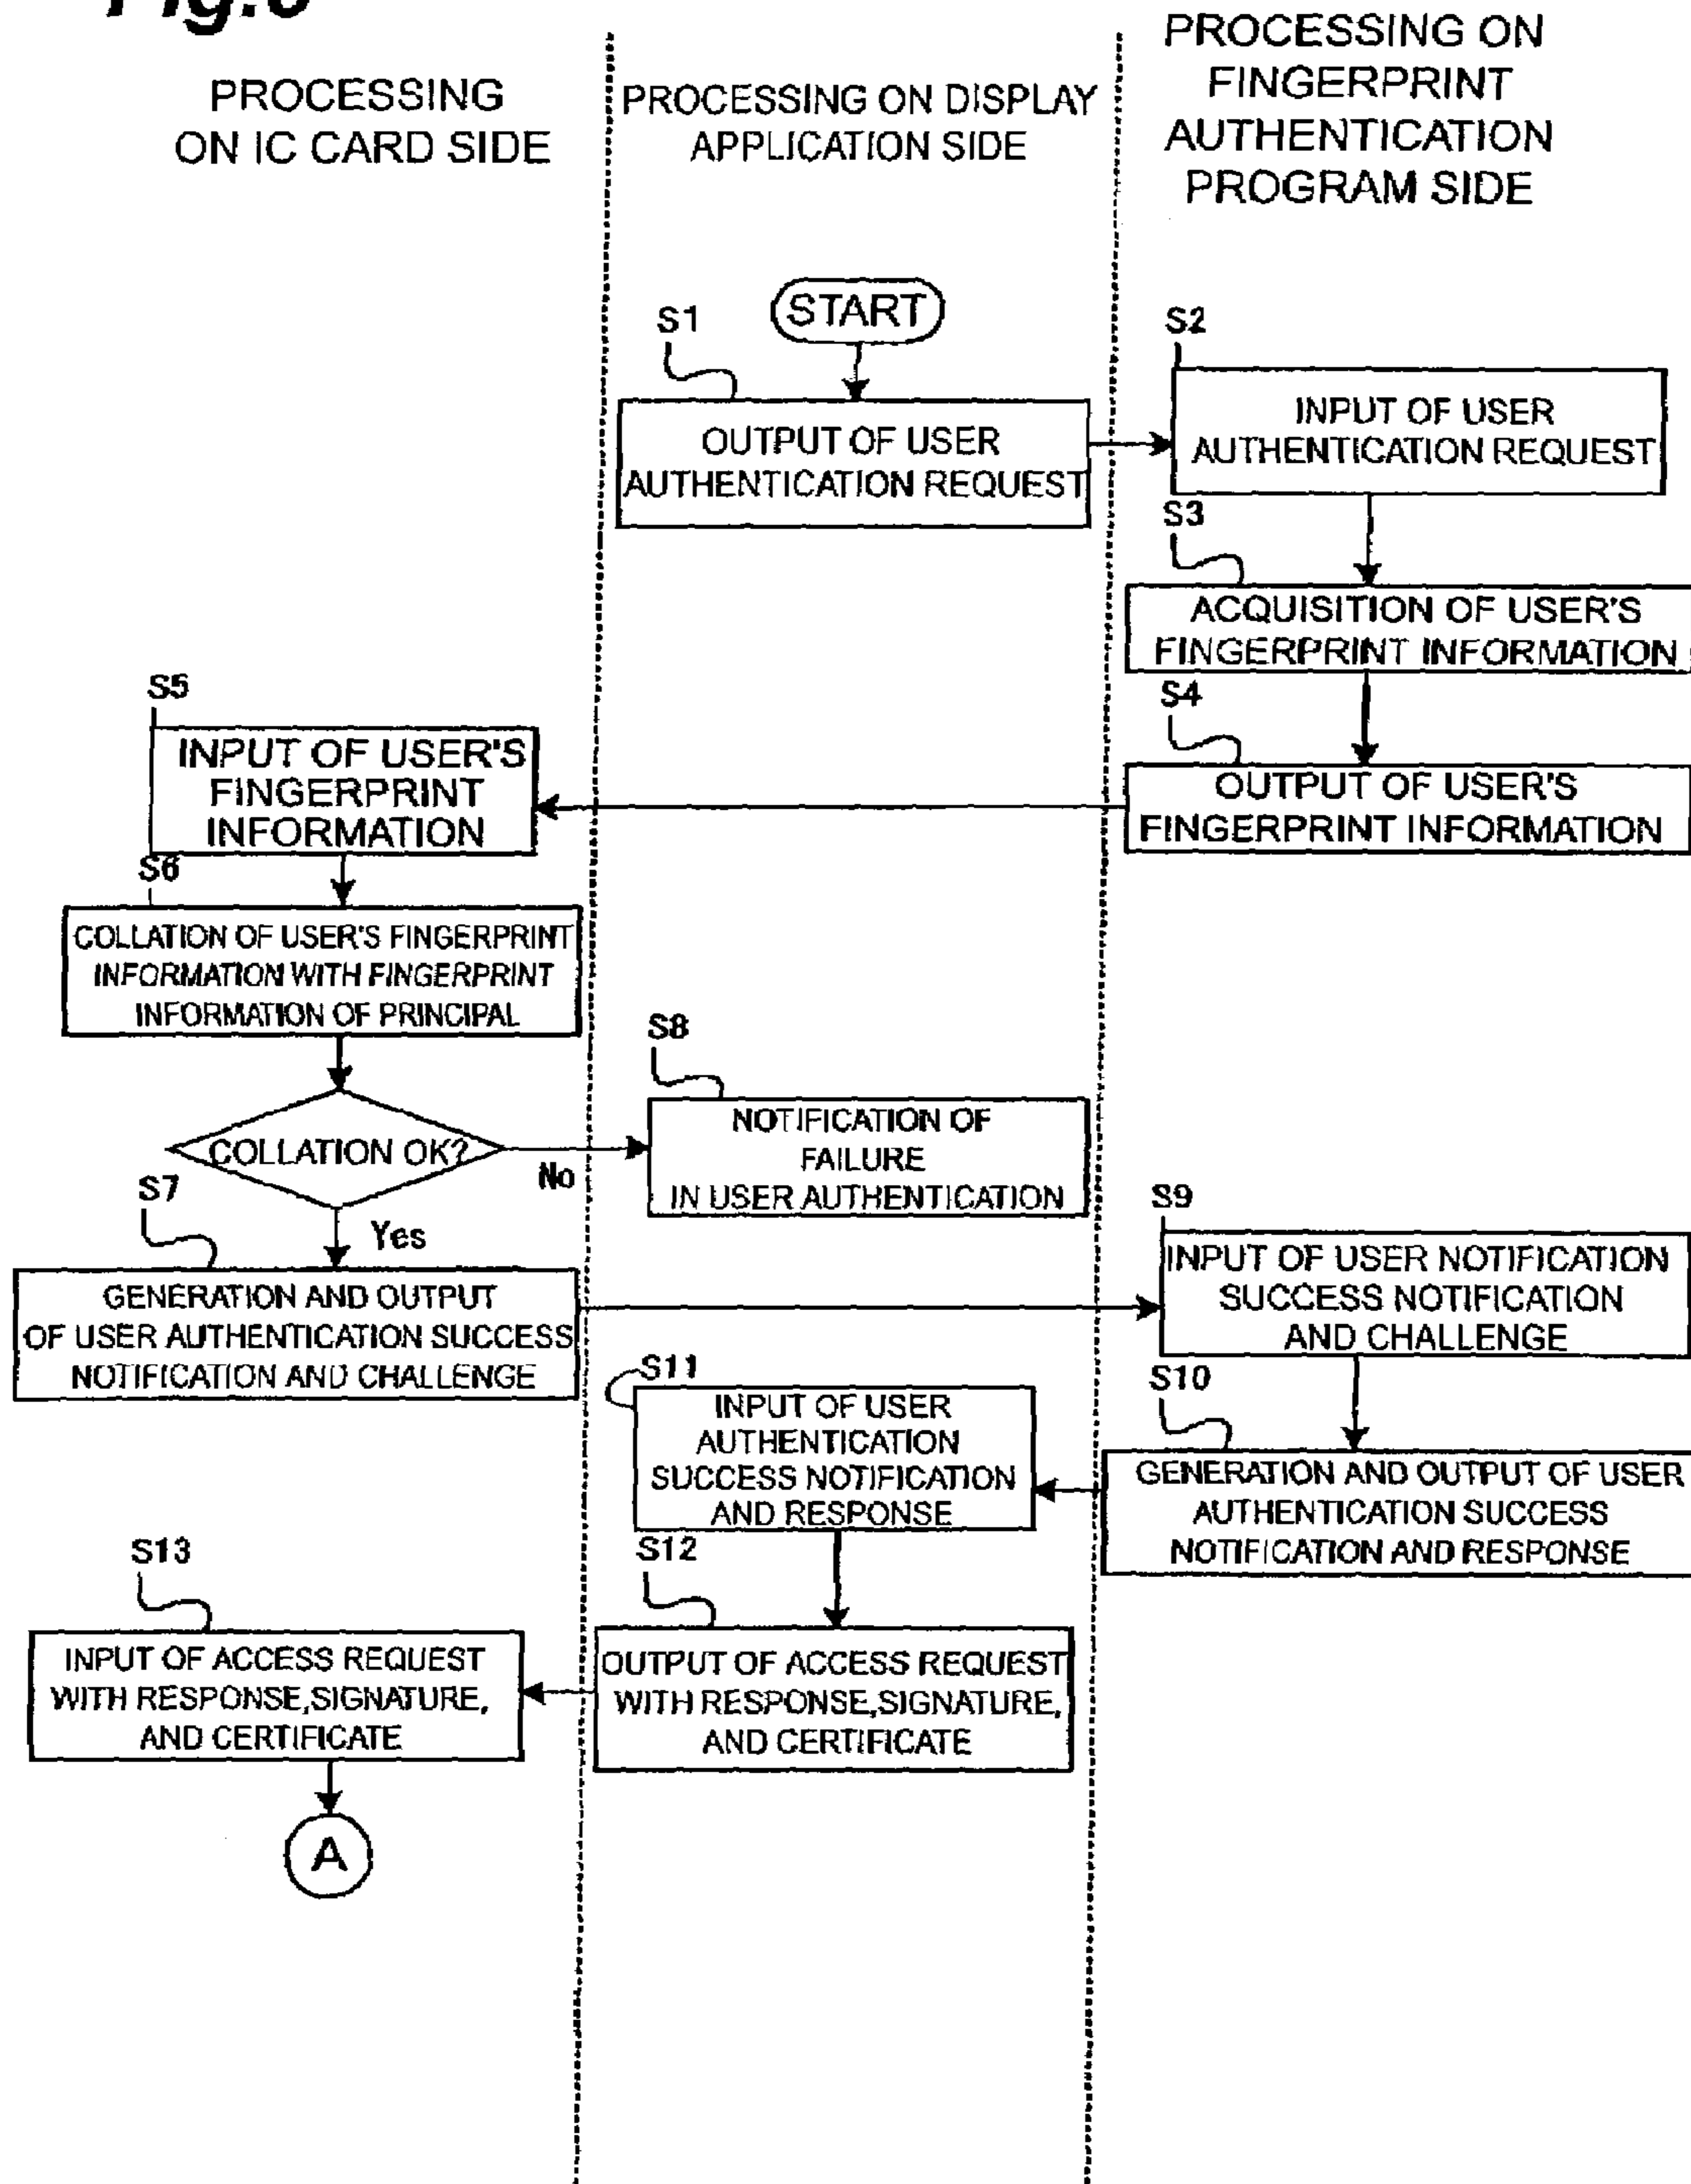 PROCESSING
ON IC CARD SIDE
PROCESSING ON DISPLAY
APPLICATION SIDE
PROCESSING ON
FINGERPRINT
AUTHENTICATION
PROGRAM SIDE
START
S1
OUTPUT OF USER
AUTHENTICATION REQUEST
S2
INPUT OF USER
AUTHENTICATION REQUEST
S3
ACQUISITION OF USER'S
FINGERPRINT INFORMATION
S4
OUTPUT OF USER'S
FINGERPRINT INFORMATION
S5
INPUT OF USER'S
FINGERPRINT
INFORMATION
S6
COLLATION OF USER'S FINGERPRINT
INFORMATION WITH FINGERPRINT
INFORMATION OF PRINCIPAL
COLLATION OK?
No
Yes
S8
NOTIFICATION OF
FAILURE
IN USER AUTHENTICATION
S7
GENERATION AND OUTPUT
OF USER AUTHENTICATION SUCCESS
NOTIFICATION AND CHALLENGE
S9
INPUT OF USER NOTIFICATION
SUCCESS NOTIFICATION
AND CHALLENGE
S10
GENERATION AND OUTPUT OF USER
AUTHENTICATION SUCCESS
NOTIFICATION AND RESPONSE
S11
INPUT OF USER
AUTHENTICATION
SUCCESS NOTIFICATION
AND RESPONSE
S12
OUTPUT OF ACCESS REQUEST
WITH RESPONSE,SIGNATURE,
AND CERTIFICATE
S13
INPUT OF ACCESS REQUEST
WITH RESPONSE,SIGNATURE,
AND CERTIFICATE
A